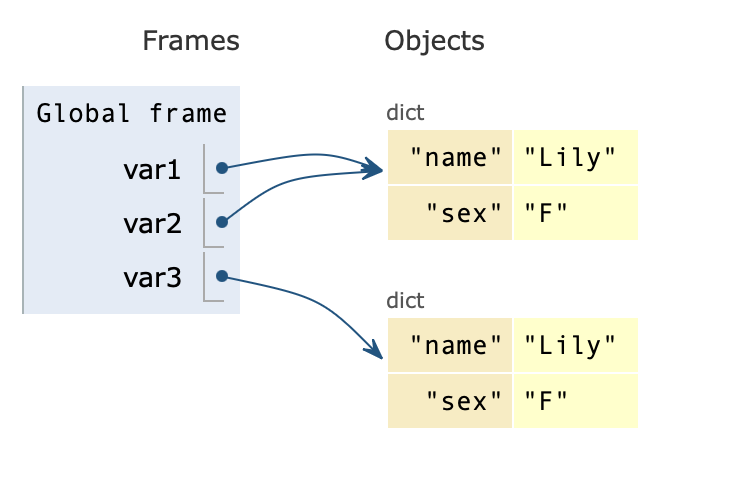 Frames Objects
Global frame
dict
var1 "name" "Lily"
var2 "sex" "F"
var3
dict
"name" "Lily"
"sex" "F"